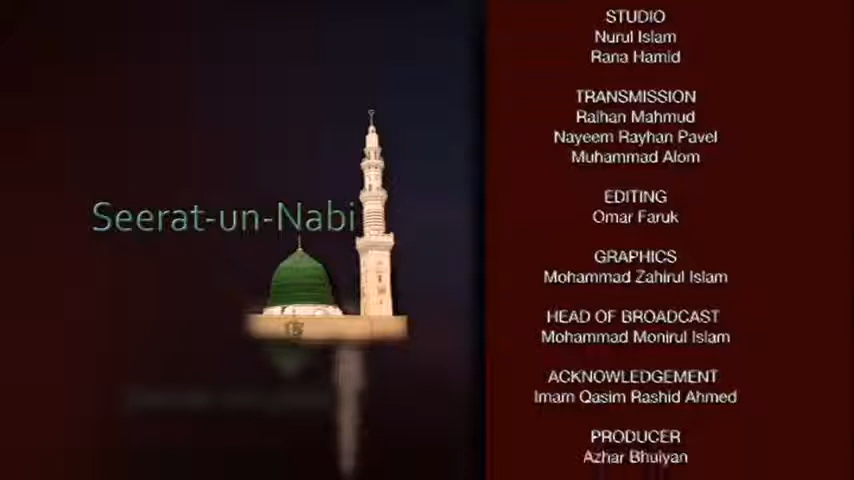 Seerat-un-Nabi
STUDIO
Nurul Islam
Rana Hamid
TRANSMISSION
Raihan Mahmud
Nayeem Rayhan Pavel
Muhammad Alom
EDITING
Omar Faruk
GRAPHICS
Mohammad Zahirul Islam
HEAD OF BROADCAST
Mohammad Monirul Islam
ACKNOWLEDGEMENT
Imam Qasim Rashid Ahmed
PRODUCER
Azhar Bhuiyan